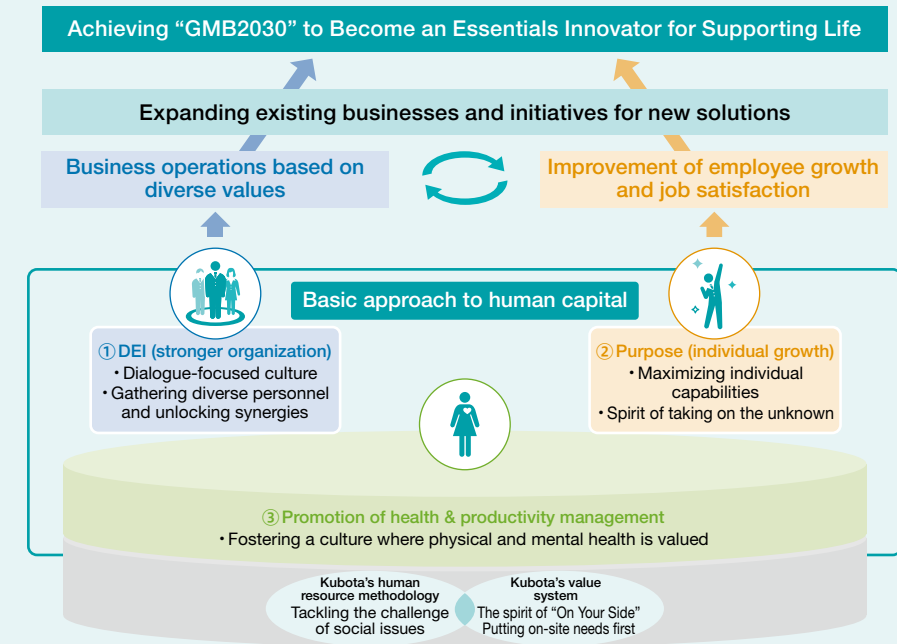 Achieving “GMB2030” to Become an Essentials Innovator for Supporting Life
Expanding existing businesses and initiatives for new solutions
Business operations based on
diverse values
Improvement of employee growth
and job satisfaction
Basic approach to human capital
①DEI (stronger organization)
・Dialogue-focused culture
・Gathering diverse personnel
and unlocking synergies
②Purpose (individual growth)
・Maximizing individual
capabilities
・Spirit of taking on the unknown
③Promotion of health & productivity management
・Fostering a culture where physical and mental health is valued
Kubota’s human
resource methodology
Tackling the challenge
of social issues
Kubota’s value
system
The spirit of “On Your Side”
Putting on-site needs first